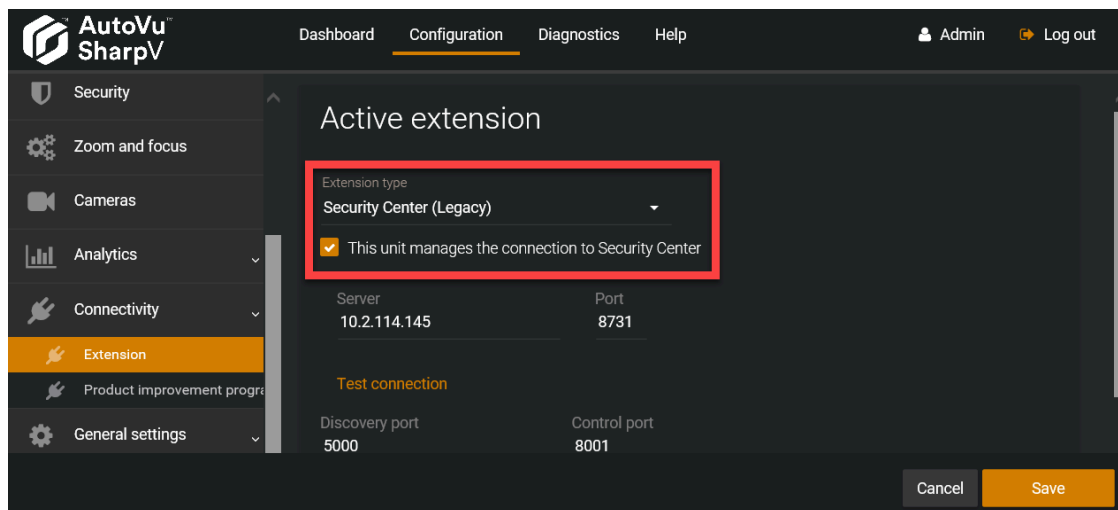 AutoVu™
SharpV
Dashboard
Configuration
Diagnostics
Help
Admin
Log out
Security
Zoom and focus
Cameras
Analytics
Connectivity
Extension
Product improvement progra
General settings
Active extension
Extension type
Security Center (Legacy)
This unit manages the connection to Security Center
Server
Port
10.2.114.145
8731
Test connection
Discovery port
Control port
5000
8001
Cancel
Save